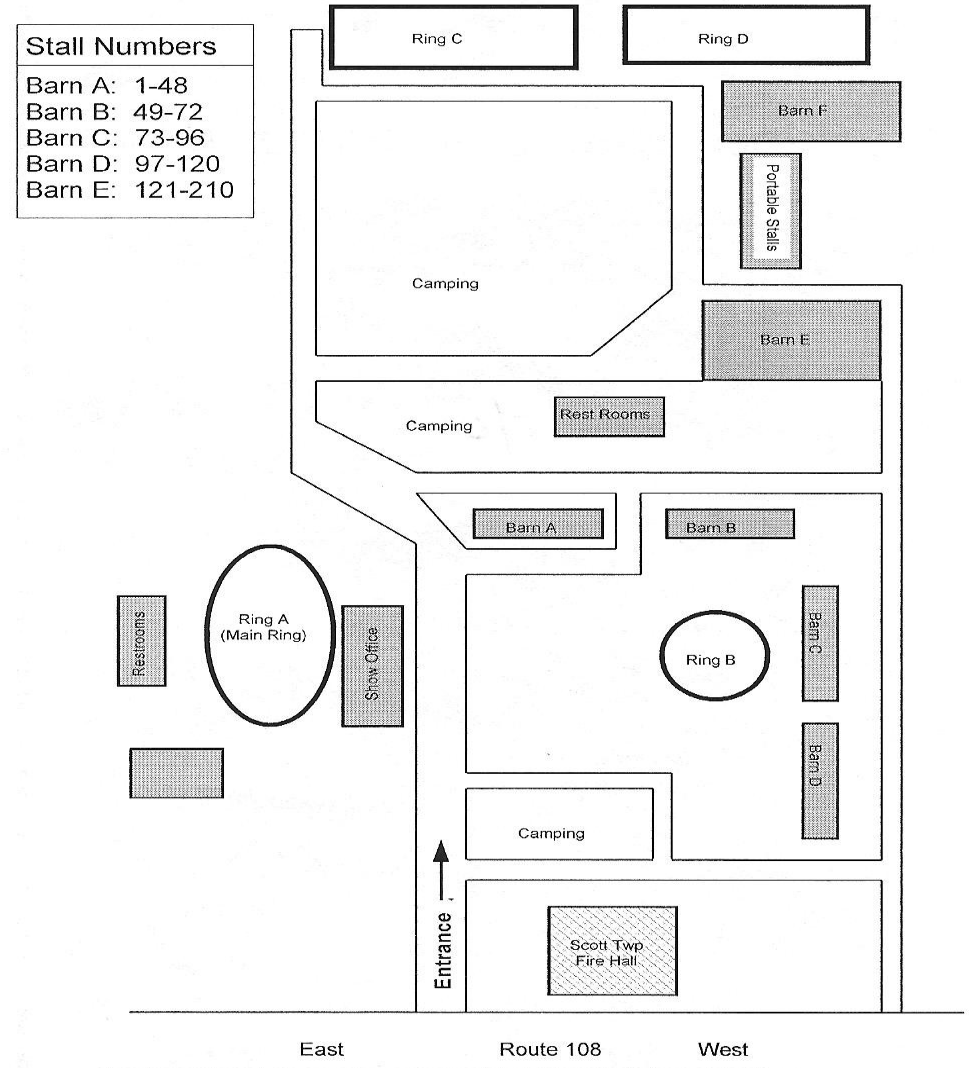 Ring C
Ring D
Stall Numbers
Barn A: 1-48
Barn B: 49-72
Barn C: 73-96
Barn D: 97-120
Barn E: 121-210
Barn F
Portable Stalls
Camping
Barn E
Rest Rooms
Camping
Barn A
Barn B
Restrooms
Ring A
(Main Ring)
Show Office
Ring B
Barn C
Barn D
Camping
Entrance
Scott Twp
Fire Hall
East
Route 108
West